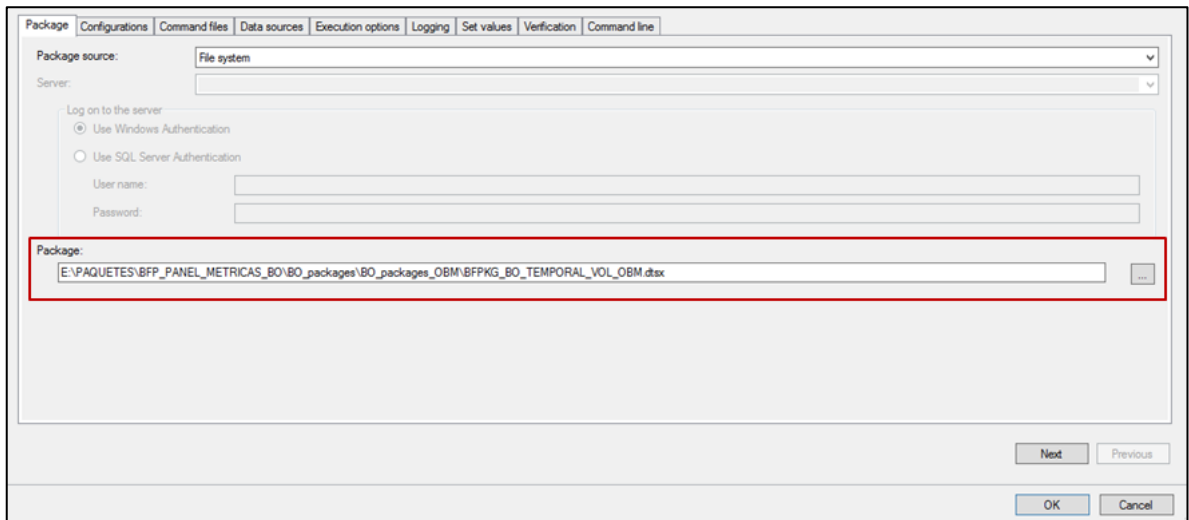 Package Configurations Command files Data sources Execution options Logging Set values Verification Command line
Package source: File system
Server:
Log on to the server
Use Windows Authentication
Use SQL Server Authentication
User name:
Password:
Package:
E:\PAQUETES\BFP_PANEL_METRICAS_BO\BO_packages\BO_packages_OBM\BFPKG_BO_TEMPORAL_VOL_OBM.dtsx ...
Next Previous
OK Cancel